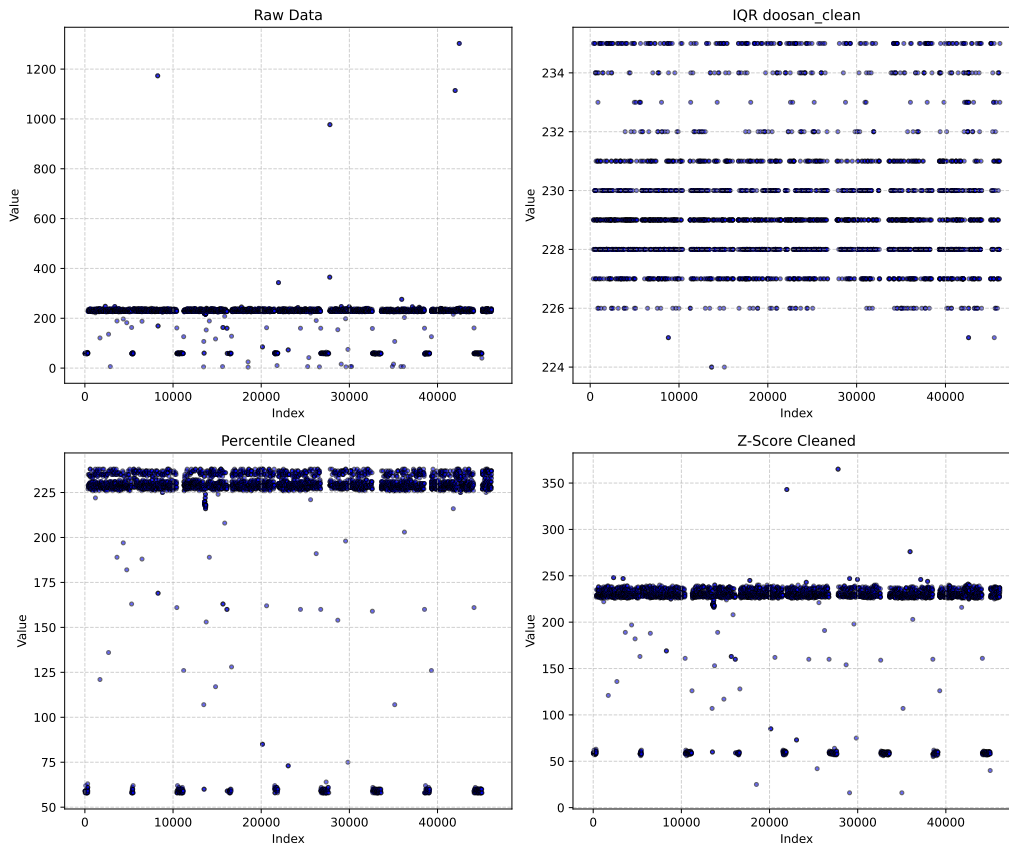 Raw Data
1200
1000
800
600
400
200
0
Value
0 10000 20000 30000 40000
Index
IQR doosan_clean
234
232
230
228
226
224
Value
0 10000 20000 30000 40000
Index
Percentile Cleaned
225
200
175
150
125
100
75
50
Value
0 10000 20000 30000 40000
Index
Z-Score Cleaned
350
300
250
200
150
100
50
0
Value
0 10000 20000 30000 40000
Index